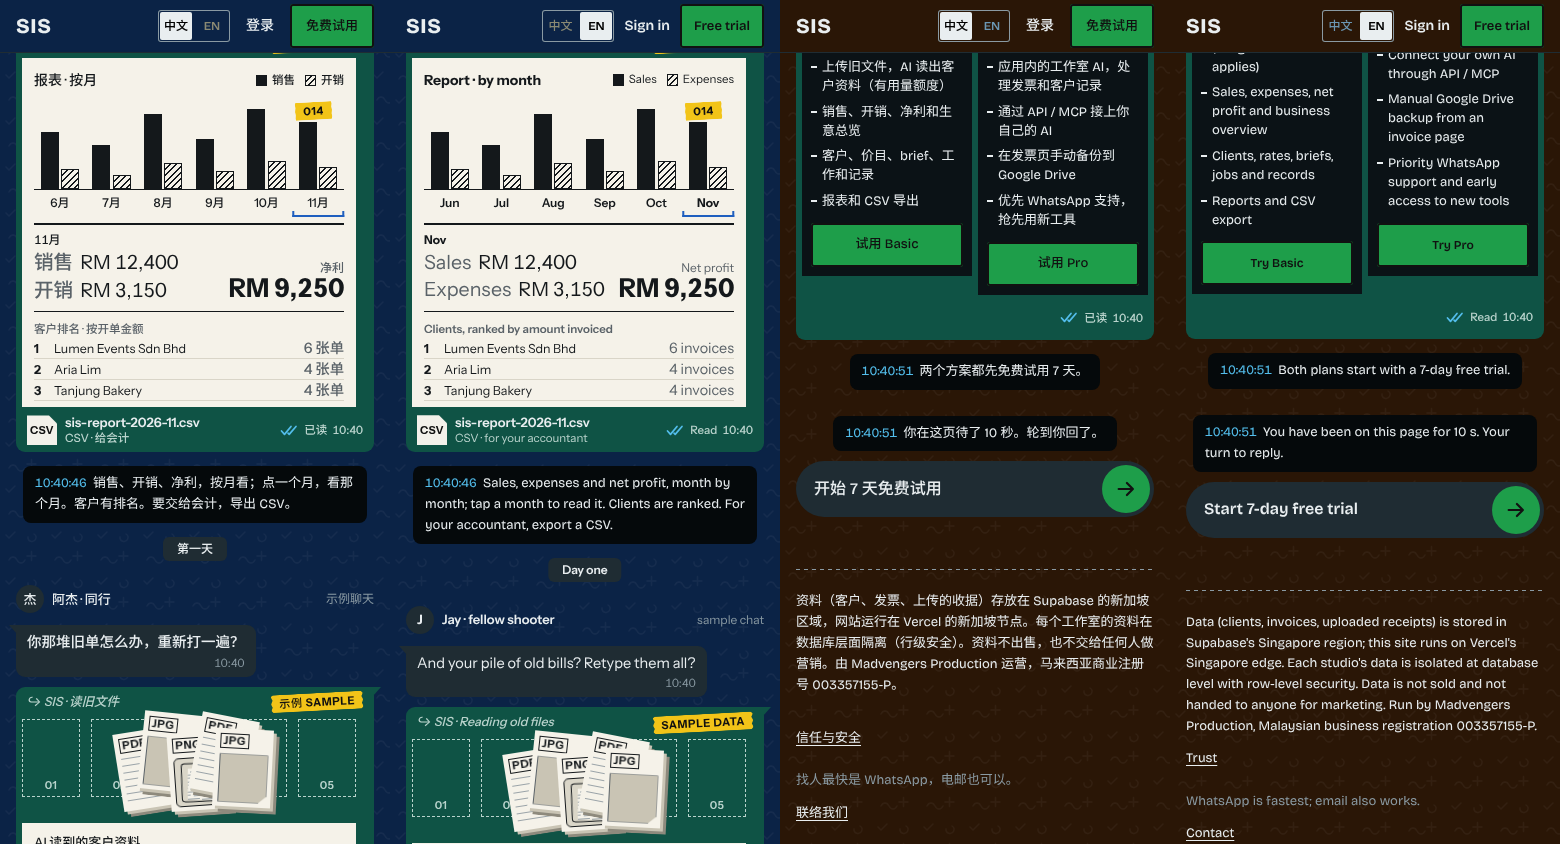 SIS
中文 EN
登录
免费试用
报表·按月
销售 开销
014
6月 7月 8月 9月 10月 11月
11月
销售 RM 12,400
净利
开销 RM 3,150
RM 9,250
客户排名·按开单金额
1 Lumen Events Sdn Bhd 6 张单
2 Aria Lim 4 张单
3 Tanjung Bakery 4 张单
CSV
sis-report-2026-11.csv
CSV·给会计
已读 10:40
10:40:46 销售、开销、净利，按月看；点一个月，看那
个月。客户有排名。要交给会计，导出 CSV。
第一天
杰
阿杰·同行
示例聊天
你那堆旧单怎么办，重新打一遍？
10:40
↪ SIS·读旧文件
示例 SAMPLE
JPG
PDF
PNG
JPG
01
05
AI 读到的客户资料
SIS
中文 EN
Sign in
Free trial
Report·by month
Sales Expenses
014
Jun Jul Aug Sep Oct Nov
Nov
Sales RM 12,400
Net profit
Expenses RM 3,150
RM 9,250
Clients, ranked by amount invoiced
1 Lumen Events Sdn Bhd 6 invoices
2 Aria Lim 4 invoices
3 Tanjung Bakery 4 invoices
CSV
sis-report-2026-11.csv
CSV·for your accountant
Read 10:40
10:40:46 Sales, expenses and net profit, month by
month; tap a month to read it. Clients are ranked. For
your accountant, export a CSV.
Day one
J
Jay·fellow shooter
sample chat
And your pile of old bills? Retype them all?
10:40
↪ SIS·Reading old files
SAMPLE DATA
JPG
PDF
PNG
JPG
01
05
SIS
中文 EN
登录
免费试用
– 上传旧文件，AI 读出客
户资料（有用量额度）
– 销售、开销、净利和生
意总览
– 客户、价目、brief、工
作和记录
– 报表和 CSV 导出
试用 Basic
– 应用内的工作室 AI，处
理发票和客户记录
– 通过 API / MCP 接上你
自己的 AI
– 在发票页手动备份到
Google Drive
– 优先 WhatsApp 支持，
抢先用新工具
试用 Pro
已读 10:40
10:40:51 两个方案都先免费试用 7 天。
10:40:51 你在这页待了 10 秒。轮到你回了。
开始 7 天免费试用
资料（客户、发票、上传的收据）存放在 Supabase 的新加坡
区域，网站运行在 Vercel 的新加坡节点。每个工作室的资料在
数据库层面隔离（行级安全）。资料不出售，也不交给任何人做
营销。由 Madvengers Production 运营，马来西亚商业注册
号 003357155-P。
信任与安全
找人最快是 WhatsApp，电邮也可以。
联络我们
SIS
中文 EN
Sign in
Free trial
applies)
– Sales, expenses, net
profit and business
overview
– Clients, rates, briefs,
jobs and records
– Reports and CSV
export
Try Basic
– Connect your own AI
through API / MCP
– Manual Google Drive
backup from an
invoice page
– Priority WhatsApp
support and early
access to new tools
Try Pro
Read 10:40
10:40:51 Both plans start with a 7-day free trial.
10:40:51 You have been on this page for 10 s. Your
turn to reply.
Start 7-day free trial
Data (clients, invoices, uploaded receipts) is stored in
Supabase's Singapore region; this site runs on Vercel's
Singapore edge. Each studio's data is isolated at database
level with row-level security. Data is not sold and not
handed to anyone for marketing. Run by Madvengers
Production, Malaysian business registration 003357155-P.
Trust
WhatsApp is fastest; email also works.
Contact